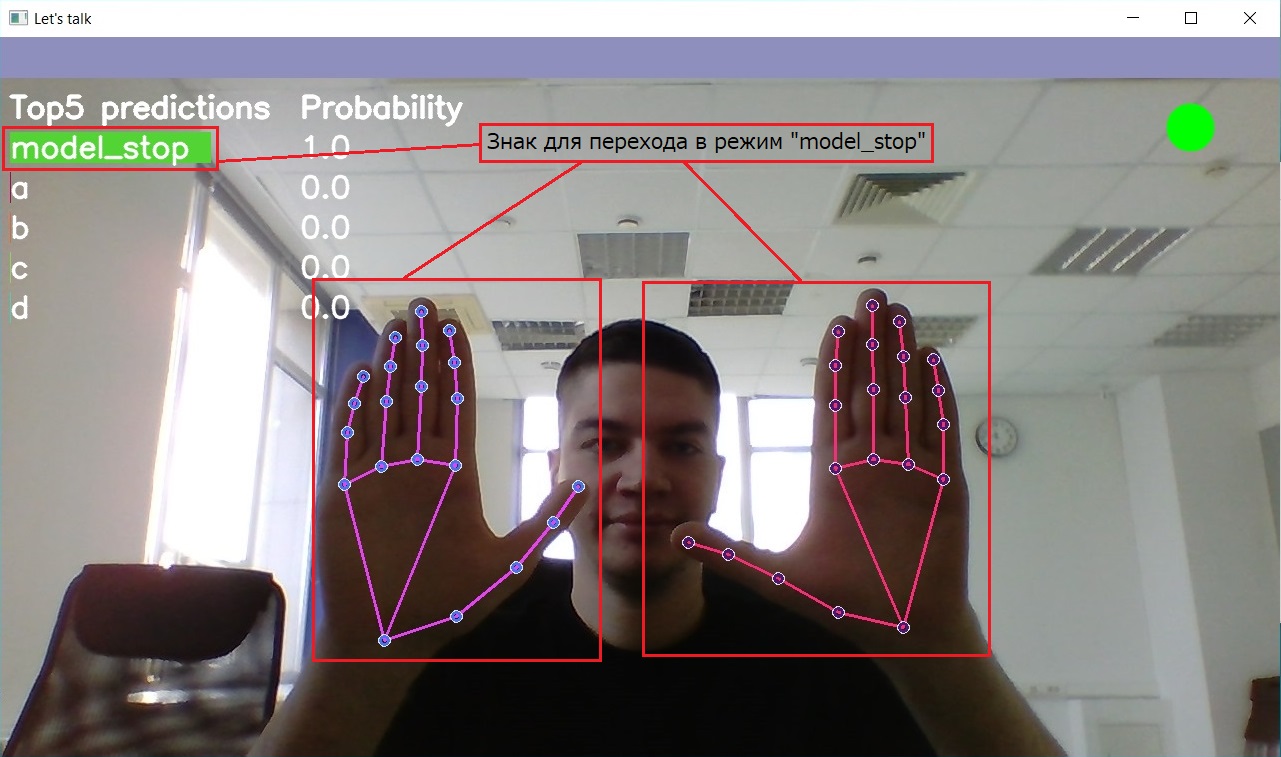 Let's talk
Top5 predictions Probability
model_stop 1.0
Знак для перехода в режим "model_stop"
a 0.0
b 0.0
c 0.0
d 0.0